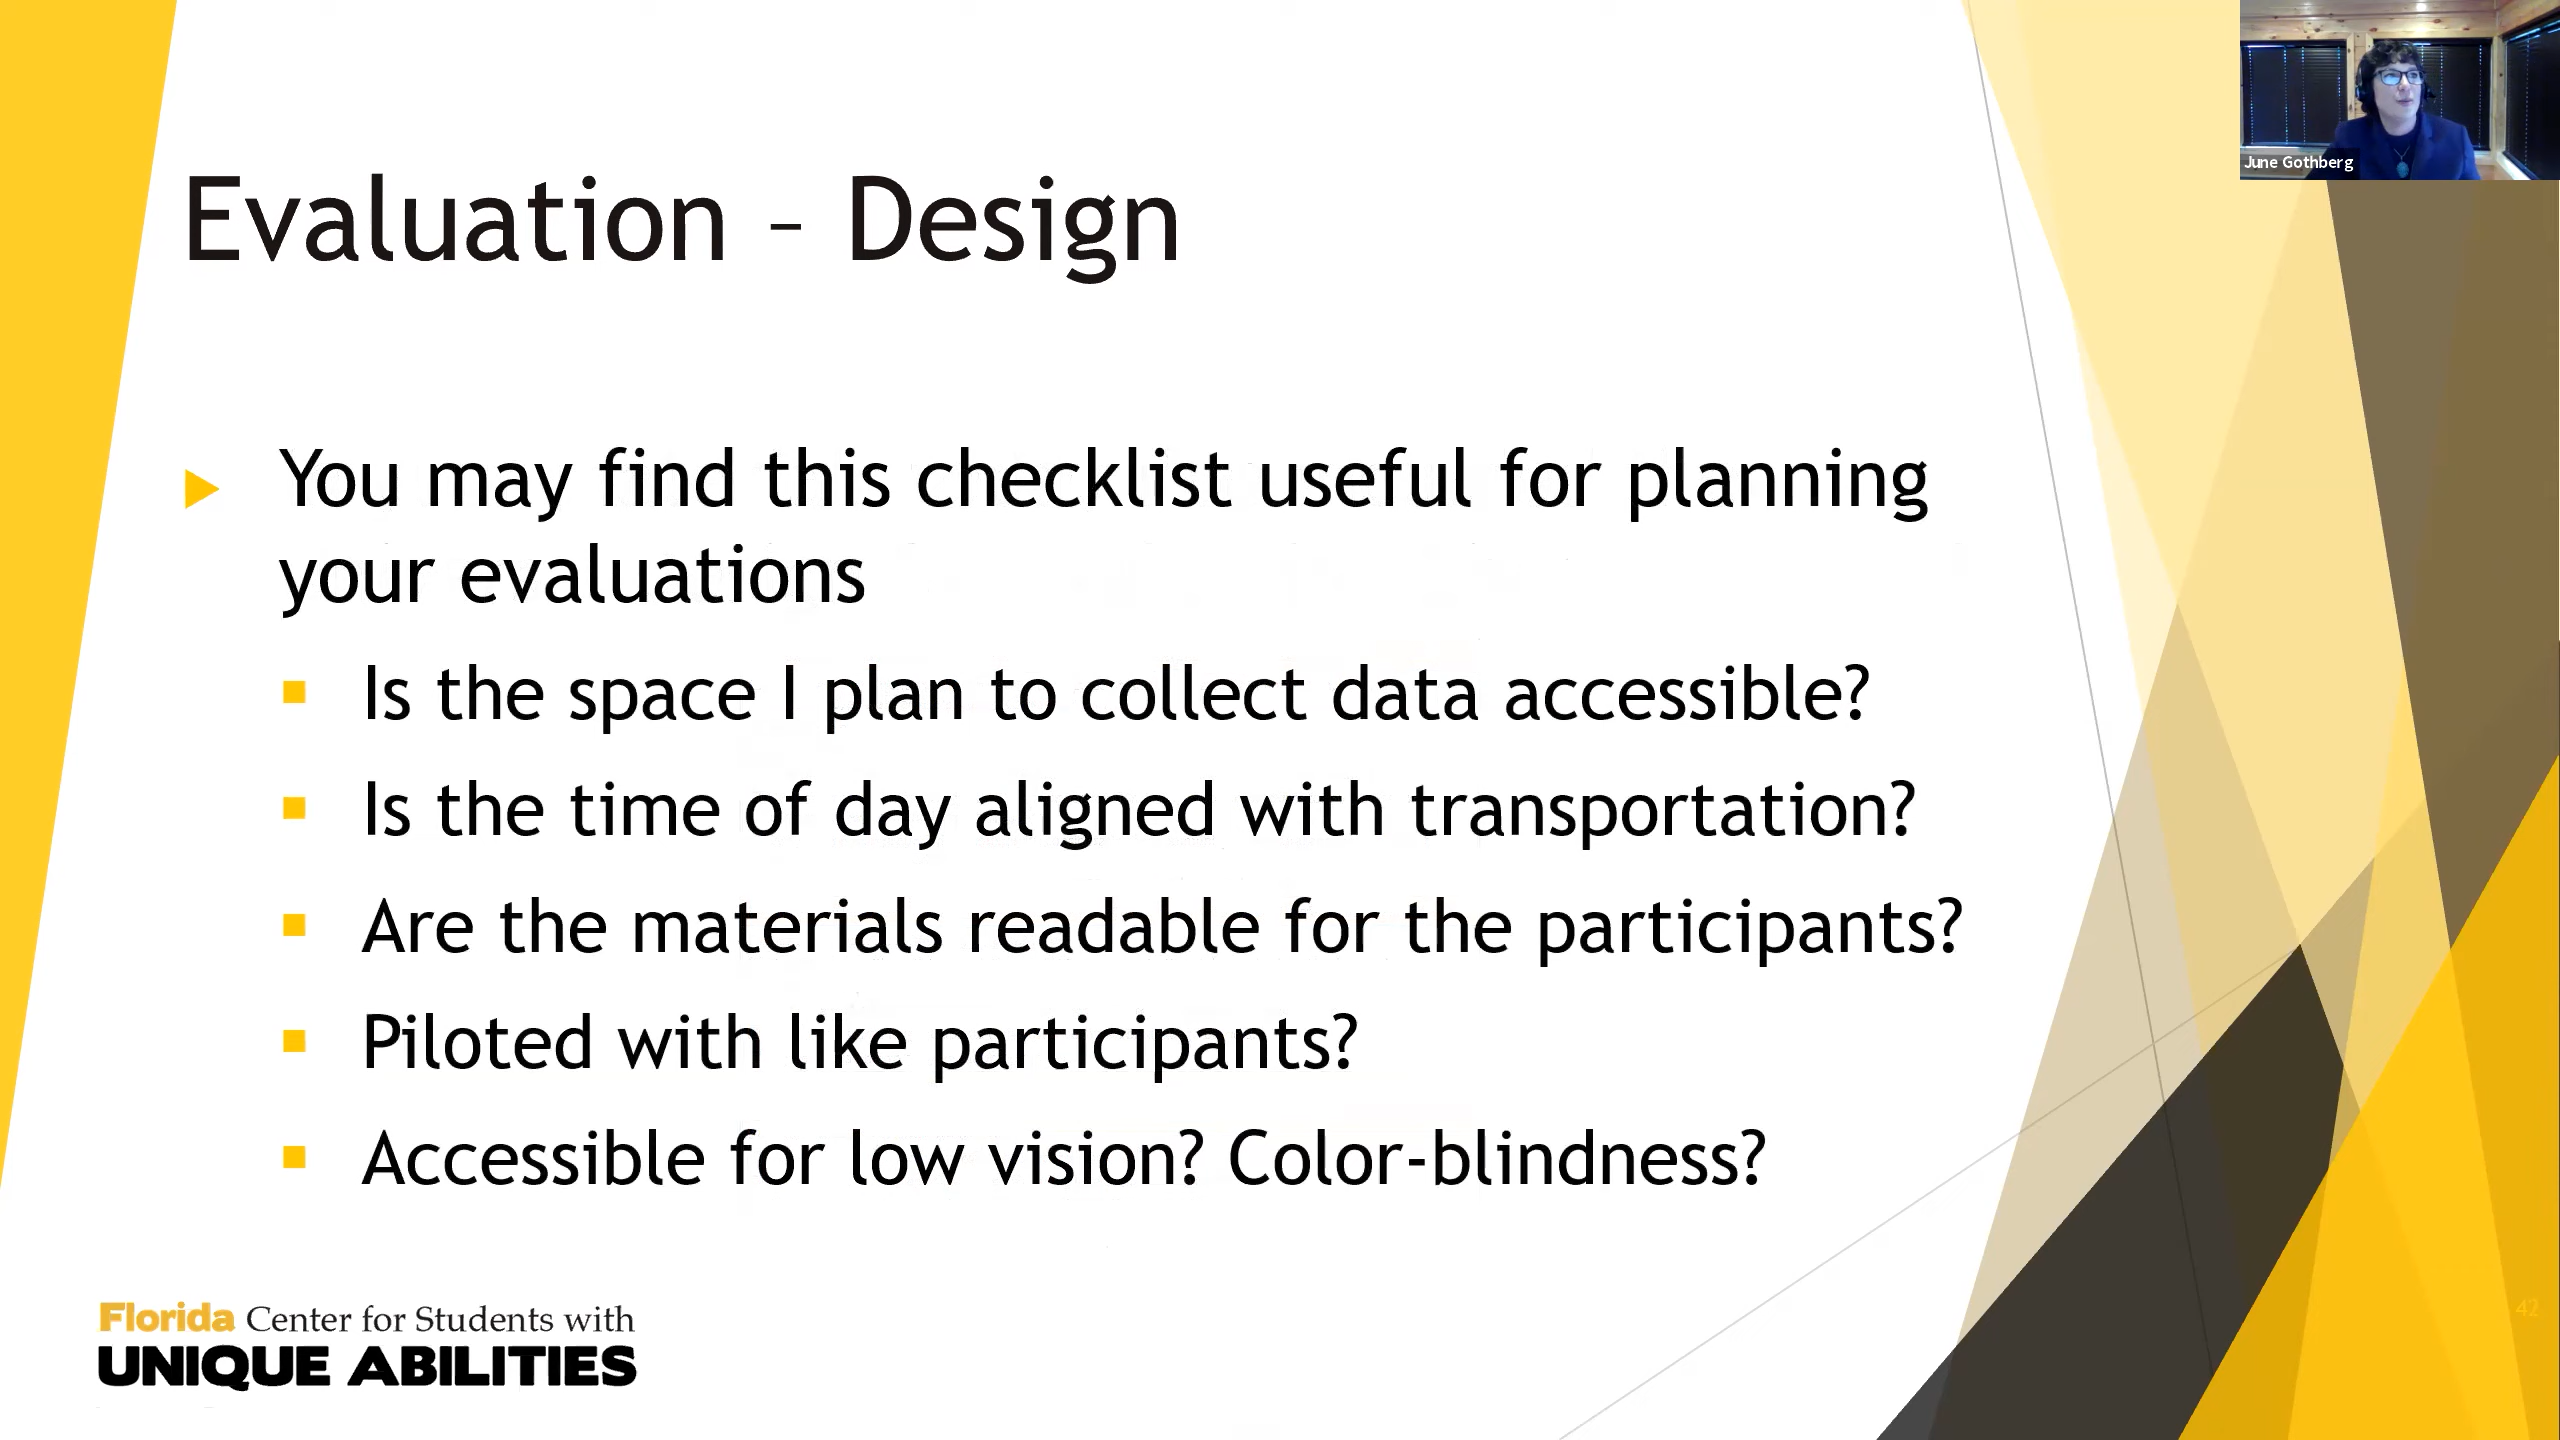 June Gothberg
Evaluation – Design
You may find this checklist useful for planning
your evaluations
Is the space I plan to collect data accessible?
Is the time of day aligned with transportation?
Are the materials readable for the participants?
Piloted with like participants?
Accessible for low vision? Color-blindness?
Florida Center for Students with
UNIQUE ABILITIES
42